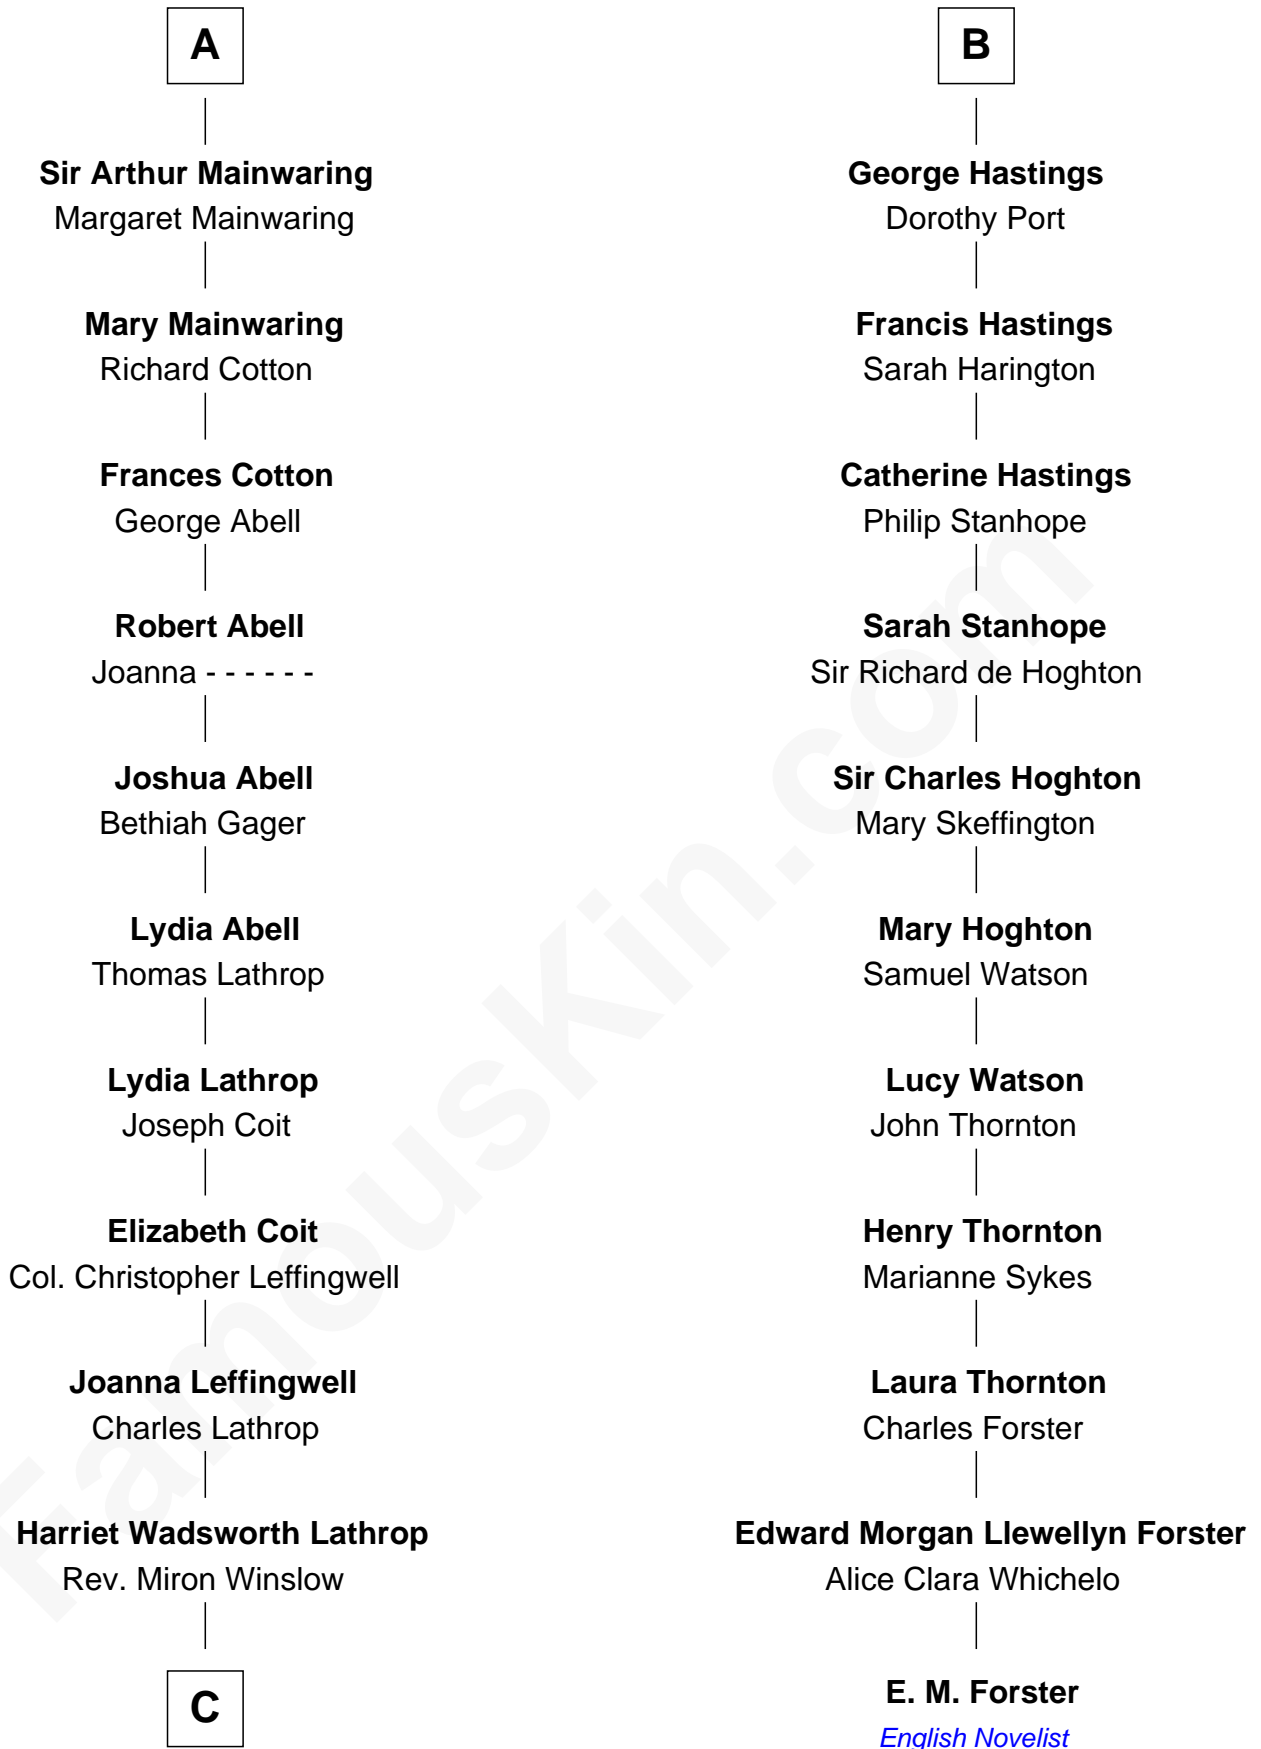 A
Sir Arthur Mainwaring
Margaret Mainwaring
Mary Mainwaring
Richard Cotton
Frances Cotton
George Abell
Robert Abell
Joanna - - - - - -
Joshua Abell
Bethiah Gager
Lydia Abell
Thomas Lathrop
Lydia Lathrop
Joseph Coit
Elizabeth Coit
Col. Christopher Leffingwell
Joanna Leffingwell
Charles Lathrop
Harriet Wadsworth Lathrop
Rev. Miron Winslow
C
B
George Hastings
Dorothy Port
Francis Hastings
Sarah Harington
Catherine Hastings
Philip Stanhope
Sarah Stanhope
Sir Richard de Hoghton
Sir Charles Hoghton
Mary Skeffington
Mary Hoghton
Samuel Watson
Lucy Watson
John Thornton
Henry Thornton
Marianne Sykes
Laura Thornton
Charles Forster
Edward Morgan Llewellyn Forster
Alice Clara Whichelo
E. M. Forster
English Novelist
FamousKin.com